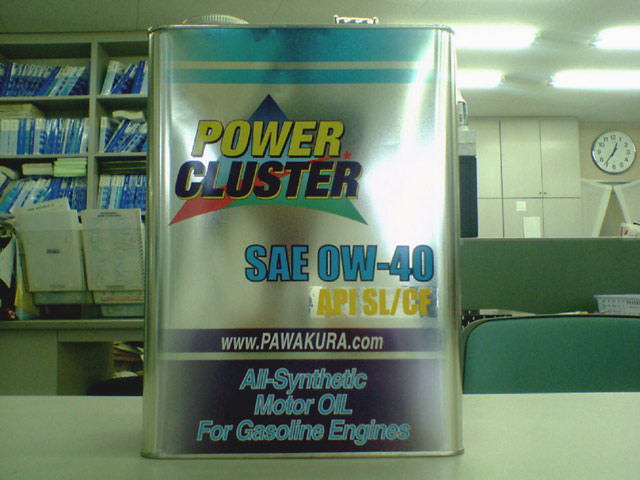 POWER
CLUSTER
SAE 0W-40
API SL/CF
www.PAWAKURA.com
All-Synthetic
Motor OIL
For Gasoline Engines